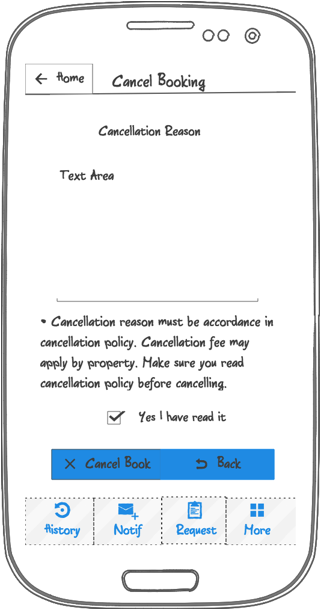 Home
Cancel Booking
Cancellation Reason
Text Area
* Cancellation reason must be accordance in
cancellation policy. Cancellation fee may
apply by property. Make sure you read
cancellation policy before cancelling.
Yes I have read it
Cancel Book
Back
History
Notif
Request
More